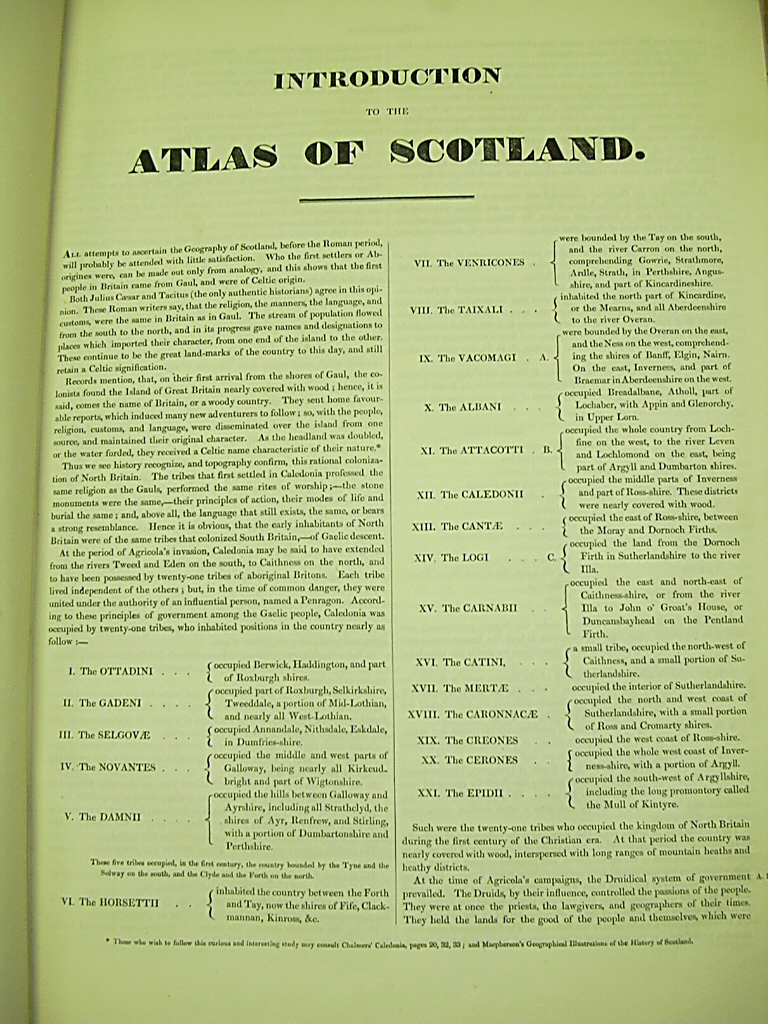 INTRODUCTION
TO THE
ATLAS OF SCOTLAND.
ALL attempts to ascertain the Geography of Scotland, before the Roman period,
will probably be attended with little satisfaction. Who the first settlers or Ab-
origines were, can be made out only from analogy, and this shows that the first
people in Britain came from Gaul, and were of Celtic origin.
Both Julius Cæsar and Tacitus (the only authentic historians) agree in this opi-
nion. These Roman writers say, that the religion, the manners, the language, and
customs, were the same in Britain as in Gaul. The stream of population flowed
from the south to the north, and in its progress gave names and designations to
places which imported their character, from one end of the island to the other.
These continue to be the great land-marks of the country to this day, and still
retain a Celtic signification.
Records mention, that, on their first arrival from the shores of Gaul, the co-
lonists found the Island of Great Britain nearly covered with wood; hence, it is
said, comes the name of Britain, or a woody country. They sent home favour-
able reports, which induced many new adventurers to follow; so, with the people,
religion, customs, and language, were disseminated over the island from one
source, and maintained their original character. As the headland was doubled,
or the water forded, they received a Celtic name characteristic of their nature.*
Thus we see history recognize, and topography confirm, this rational coloniza-
tion of North Britain. The tribes that first settled in Caledonia professed the
same religion as the Gauls, performed the same rites of worship;—the stone
monuments were the same,—their principles of action, their modes of life and
burial the same; and, above all, the language that still exists, the same, or bears
a strong resemblance. Hence it is obvious, that the early inhabitants of North
Britain were of the same tribes that colonized South Britain,—of Gaelic descent.
At the period of Agricola's invasion, Caledonia may be said to have extended
from the rivers Tweed and Eden on the south, to Caithness on the north, and
to have been possessed by twenty-one tribes of aboriginal Britons. Each tribe
lived independent of the others; but, in the time of common danger, they were
united under the authority of an influential person, named a Penragon. Accord-
ing to these principles of government among the Gaelic people, Caledonia was
occupied by twenty-one tribes, who inhabited positions in the country nearly as
follow:—
I. The OTTADINI . . . occupied Berwick, Haddington, and part
of Roxburgh shires.
II. The GADENI . . . . occupied part of Roxburgh, Selkirkshire,
Tweeddale, a portion of Mid-Lothian,
and nearly all West-Lothian.
III. The SELGOVÆ . . . occupied Annandale, Nithsdale, Eskdale,
in Dumfries-shire.
IV. The NOVANTES . . . occupied the middle and west parts of
Galloway, being nearly all Kirkcud-
bright and part of Wigtonshire.
V. The DAMNII . . . . occupied the hills between Galloway and
Ayrshire, including all Strathclyd, the
shires of Ayr, Renfrew, and Stirling,
with a portion of Dumbartonshire and
Perthshire.
These five tribes occupied, in the first century, the country bounded by the Tyne and the
Solway on the south, and the Clyde and the Forth on the north.
VI. The HORSETII . . inhabited the country between the Forth
and Tay, now the shires of Fife, Clack-
mannan, Kinross, &c.
VII. The VENRICONES . were bounded by the Tay on the south,
and the river Carron on the north,
comprehending Gowrie, Strathmore,
Ardle, Strath, in Perthshire, Angus-
shire, and part of Kincardineshire.
VIII. The TAIXALI . . inhabited the north part of Kincardine,
or the Mearns, and all Aberdeenshire
to the river Overan.
IX. The VACOMAGI . A. were bounded by the Overan on the east,
and the Ness on the west, comprehend-
ing the shires of Banff, Elgin, Nairn.
On the east, Inverness, and part of
Braemar in Aberdeenshire on the west.
X. The ALBANI . . . occupied Breadalbane, Atholl, part of
Lochaber, with Appin and Glenorchy,
in Upper Lorn.
XI. The ATTACOTTI . B. occupied the whole country from Loch-
fine on the west, to the river Leven
and Lochlomond on the east, being
part of Argyll and Dumbarton shires.
XII. The CALEDONII . occupied the middle parts of Inverness
and part of Ross-shire. These districts
were nearly covered with wood.
XIII. The CANTÆ . . . occupied the east of Ross-shire, between
the Moray and Dornoch Firths.
XIV. The LOGI . . C. occupied the land from the Dornoch
Firth in Sutherlandshire to the river
Illa.
XV. The CARNABII . . occupied the east and north-east of
Caithness-shire, or from the river
Illa to John o' Groat's House, or
Duncansbayhead on the Pentland
Firth.
XVI. The CATINI, . . . a small tribe, occupied the north-west of
Caithness, and a small portion of Su-
therlandshire.
XVII. The MERTÆ . . . occupied the interior of Sutherlandshire.
XVIII. The CARONNACÆ . occupied the north and west coast of
Sutherlandshire, with a small portion
of Ross and Cromarty shires.
XIX. The CREONES . . occupied the west coast of Ross-shire.
XX. The CERONES . . occupied the whole west coast of Inver-
ness-shire, with a portion of Argyll.
XXI. The EPIDII . . . . occupied the south-west of Argyllshire,
including the long promontory called
the Mull of Kintyre.
Such were the twenty-one tribes who occupied the kingdom of North Britain
during the first century of the Christian era. At that period the country was
nearly covered with wood, interspersed with long ranges of mountain heaths and
heathy districts.
At the time of Agricola's campaigns, the Druidical system of government A.
prevailed. The Druids, by their influence, controlled the passions of the people.
They were at once the priests, the lawgivers, and geographers of their times.
They held the lands for the good of the people and themselves, which were
* Those who wish to follow this curious and interesting study may consult Chalmers' Caledonia, pages 20, 32, 33; and Macpherson's Geographical Illustrations of the History of Scotland.